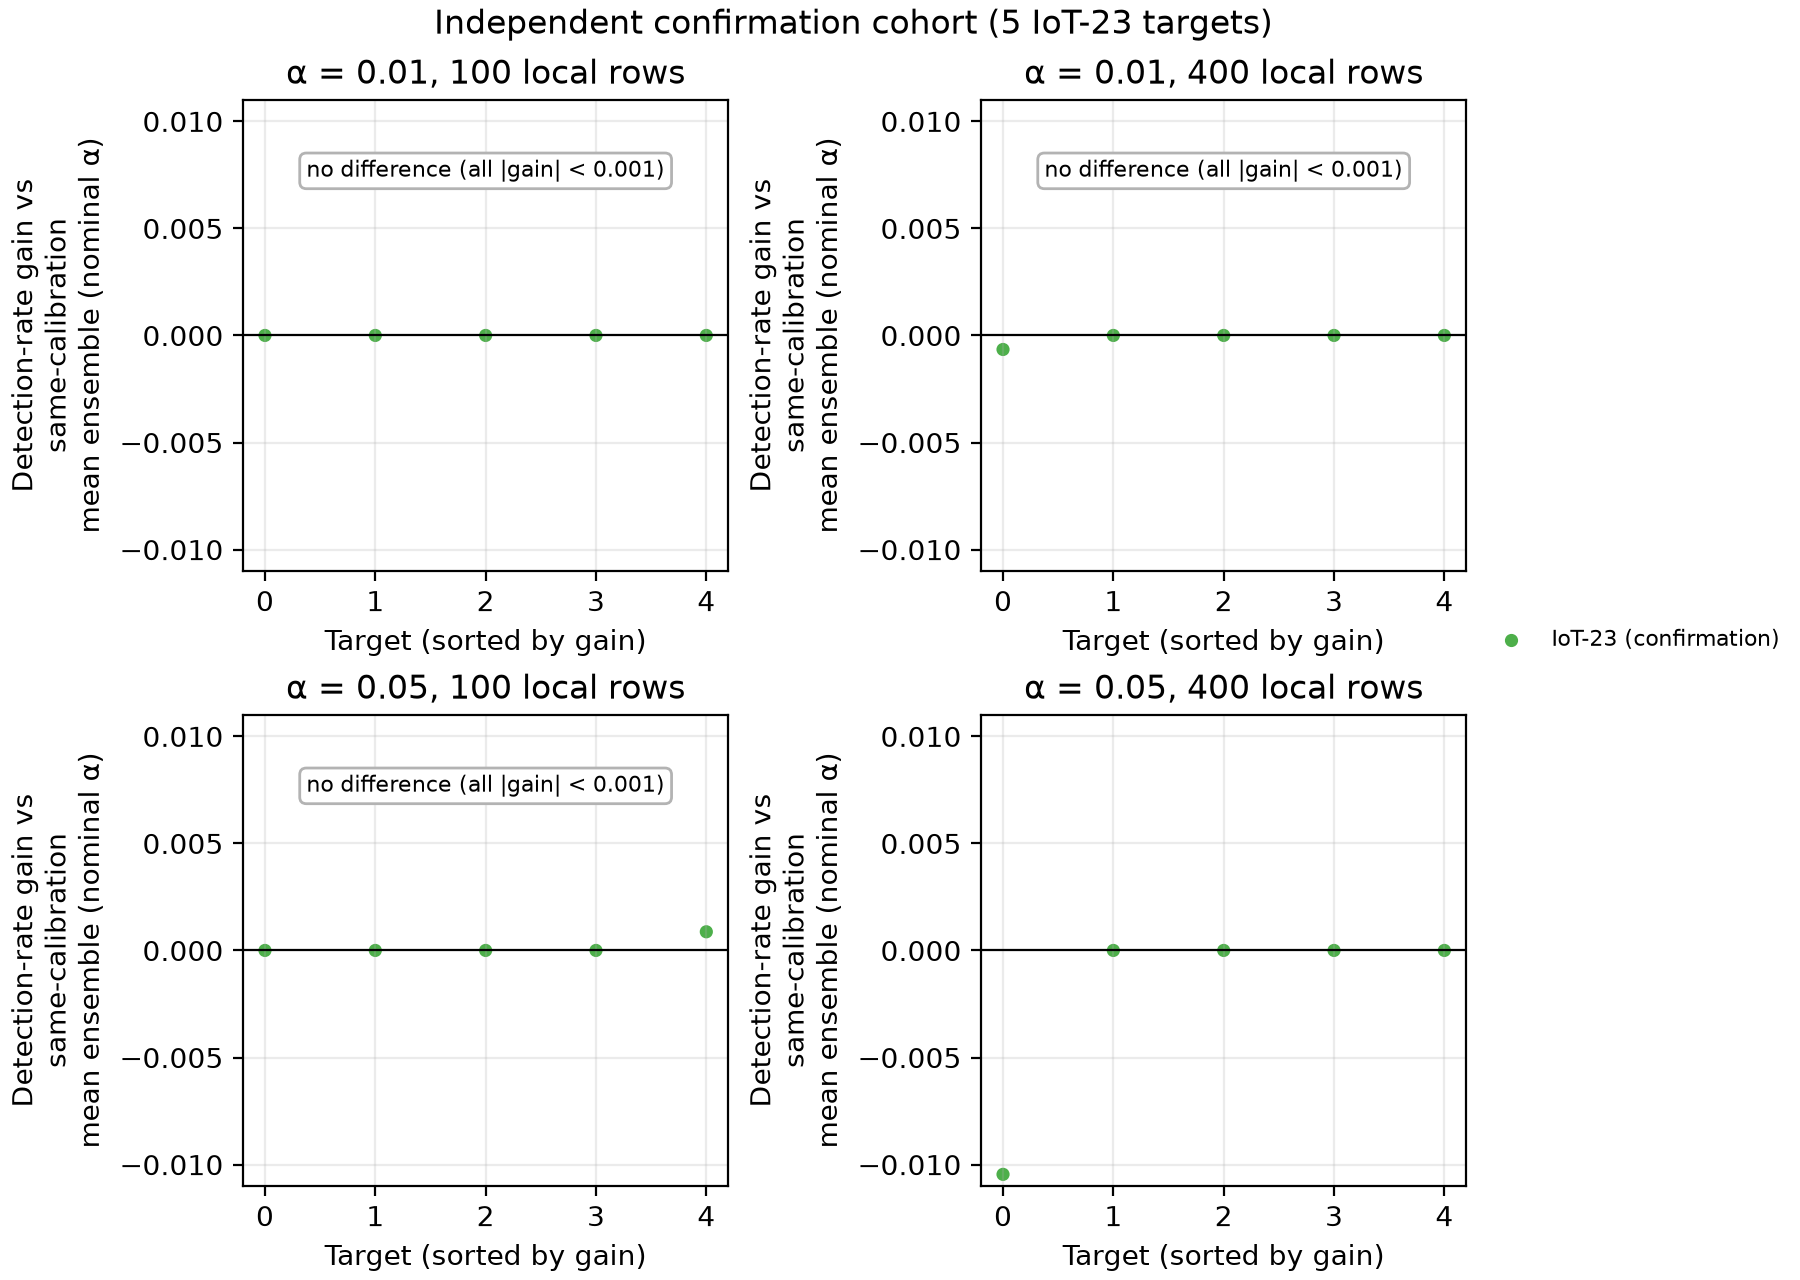 Independent confirmation cohort (5 IoT-23 targets)
α = 0.01, 100 local rows
Detection-rate gain vs
same-calibration
mean ensemble (nominal α)
0.010
0.005
0.000
−0.005
−0.010
no difference (all |gain| < 0.001)
0 1 2 3 4
Target (sorted by gain)
α = 0.01, 400 local rows
Detection-rate gain vs
same-calibration
mean ensemble (nominal α)
0.010
0.005
0.000
−0.005
−0.010
no difference (all |gain| < 0.001)
0 1 2 3 4
Target (sorted by gain)
IoT-23 (confirmation)
α = 0.05, 100 local rows
Detection-rate gain vs
same-calibration
mean ensemble (nominal α)
0.010
0.005
0.000
−0.005
−0.010
no difference (all |gain| < 0.001)
0 1 2 3 4
Target (sorted by gain)
α = 0.05, 400 local rows
Detection-rate gain vs
same-calibration
mean ensemble (nominal α)
0.010
0.005
0.000
−0.005
−0.010
0 1 2 3 4
Target (sorted by gain)